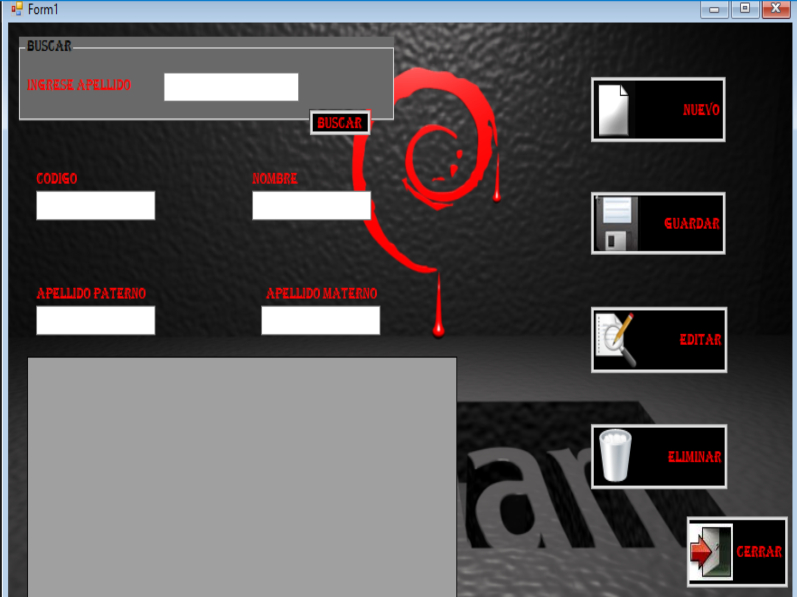 Form1
BUSCAR
INGRESE APELLIDO
BUSCAR
CODIGO
NOMBRE
APELLIDO PATERNO
APELLIDO MATERNO
NUEVO
GUARDAR
EDITAR
ELIMINAR
CERRAR